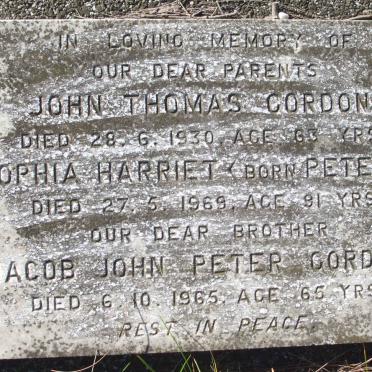 IN LOVING MEMORY OF
OUR DEAR PARENTS
JOHN THOMAS GORDON
DIED 28.6.1930, AGE 63 YRS
OPHIA HARRIET (BORN PETE
DIED 27.5.1969, AGE 91 YRS
OUR DEAR BROTHER
ACOB JOHN PETER GORD
DIED 6.10.1965, AGE 65 YRS
REST IN PEACE.